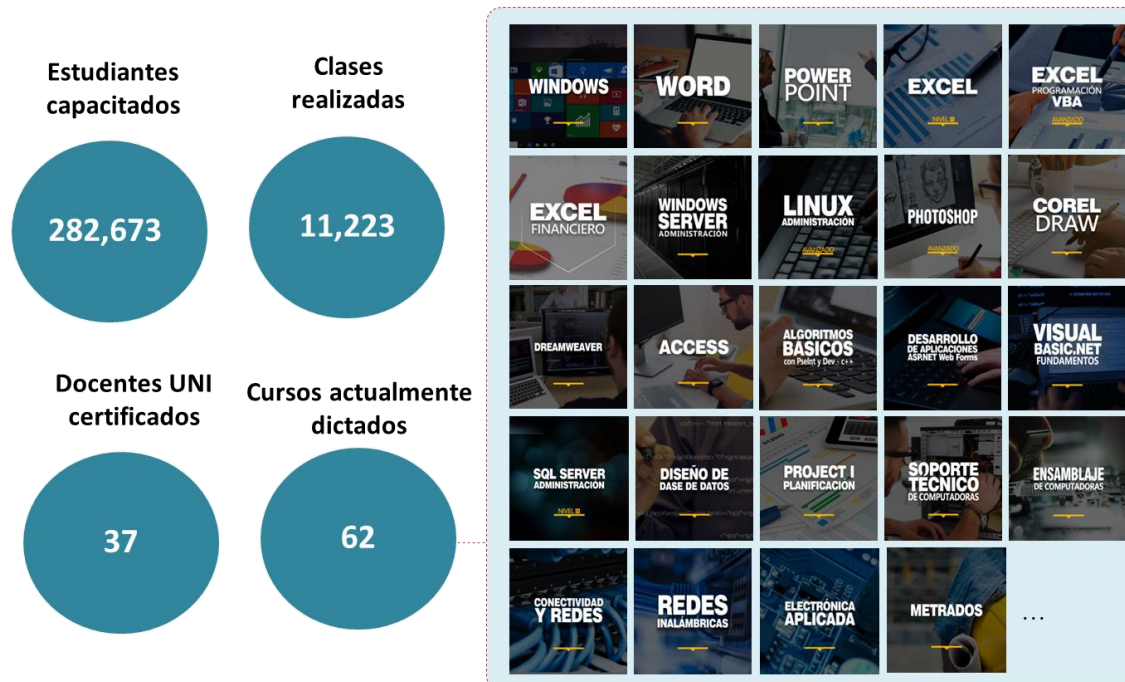 Estudiantes
capacitados
Clases
realizadas
282,673
11,223
Docentes UNI
certificados
Cursos actualmente
dictados
37
62
WINDOWS
WORD
POWER
POINT
EXCEL
NIVEL III
EXCEL
PROGRAMACIÓN
VBA
AVANZADO
EXCEL
FINANCIERO
WINDOWS
SERVER
ADMINISTRACIÓN
LINUX
ADMINISTRACIÓN
AVANZADO
PHOTOSHOP
AVANZADO
COREL
DRAW
DREAMWEAVER
ACCESS
ALGORITMOS
BASICOS
con PseInt y Dev - c++
DESARROLLO
DE APLICACIONES
ASP.NET Web Forms
VISUAL
BASIC.NET
FUNDAMENTOS
SQL SERVER
ADMINISTRACIÓN
NIVEL III
DISEÑO DE
DASE DE DATOS
PROJECT I
PLANIFICACIÓN
SOPORTE
TÉCNICO
DE COMPUTADORAS
ENSAMBLAJE
DE COMPUTADORAS
CONECTIVIDAD
Y REDES
REDES
INALÁMBRICAS
ELECTRÓNICA
APLICADA
METRADOS
...